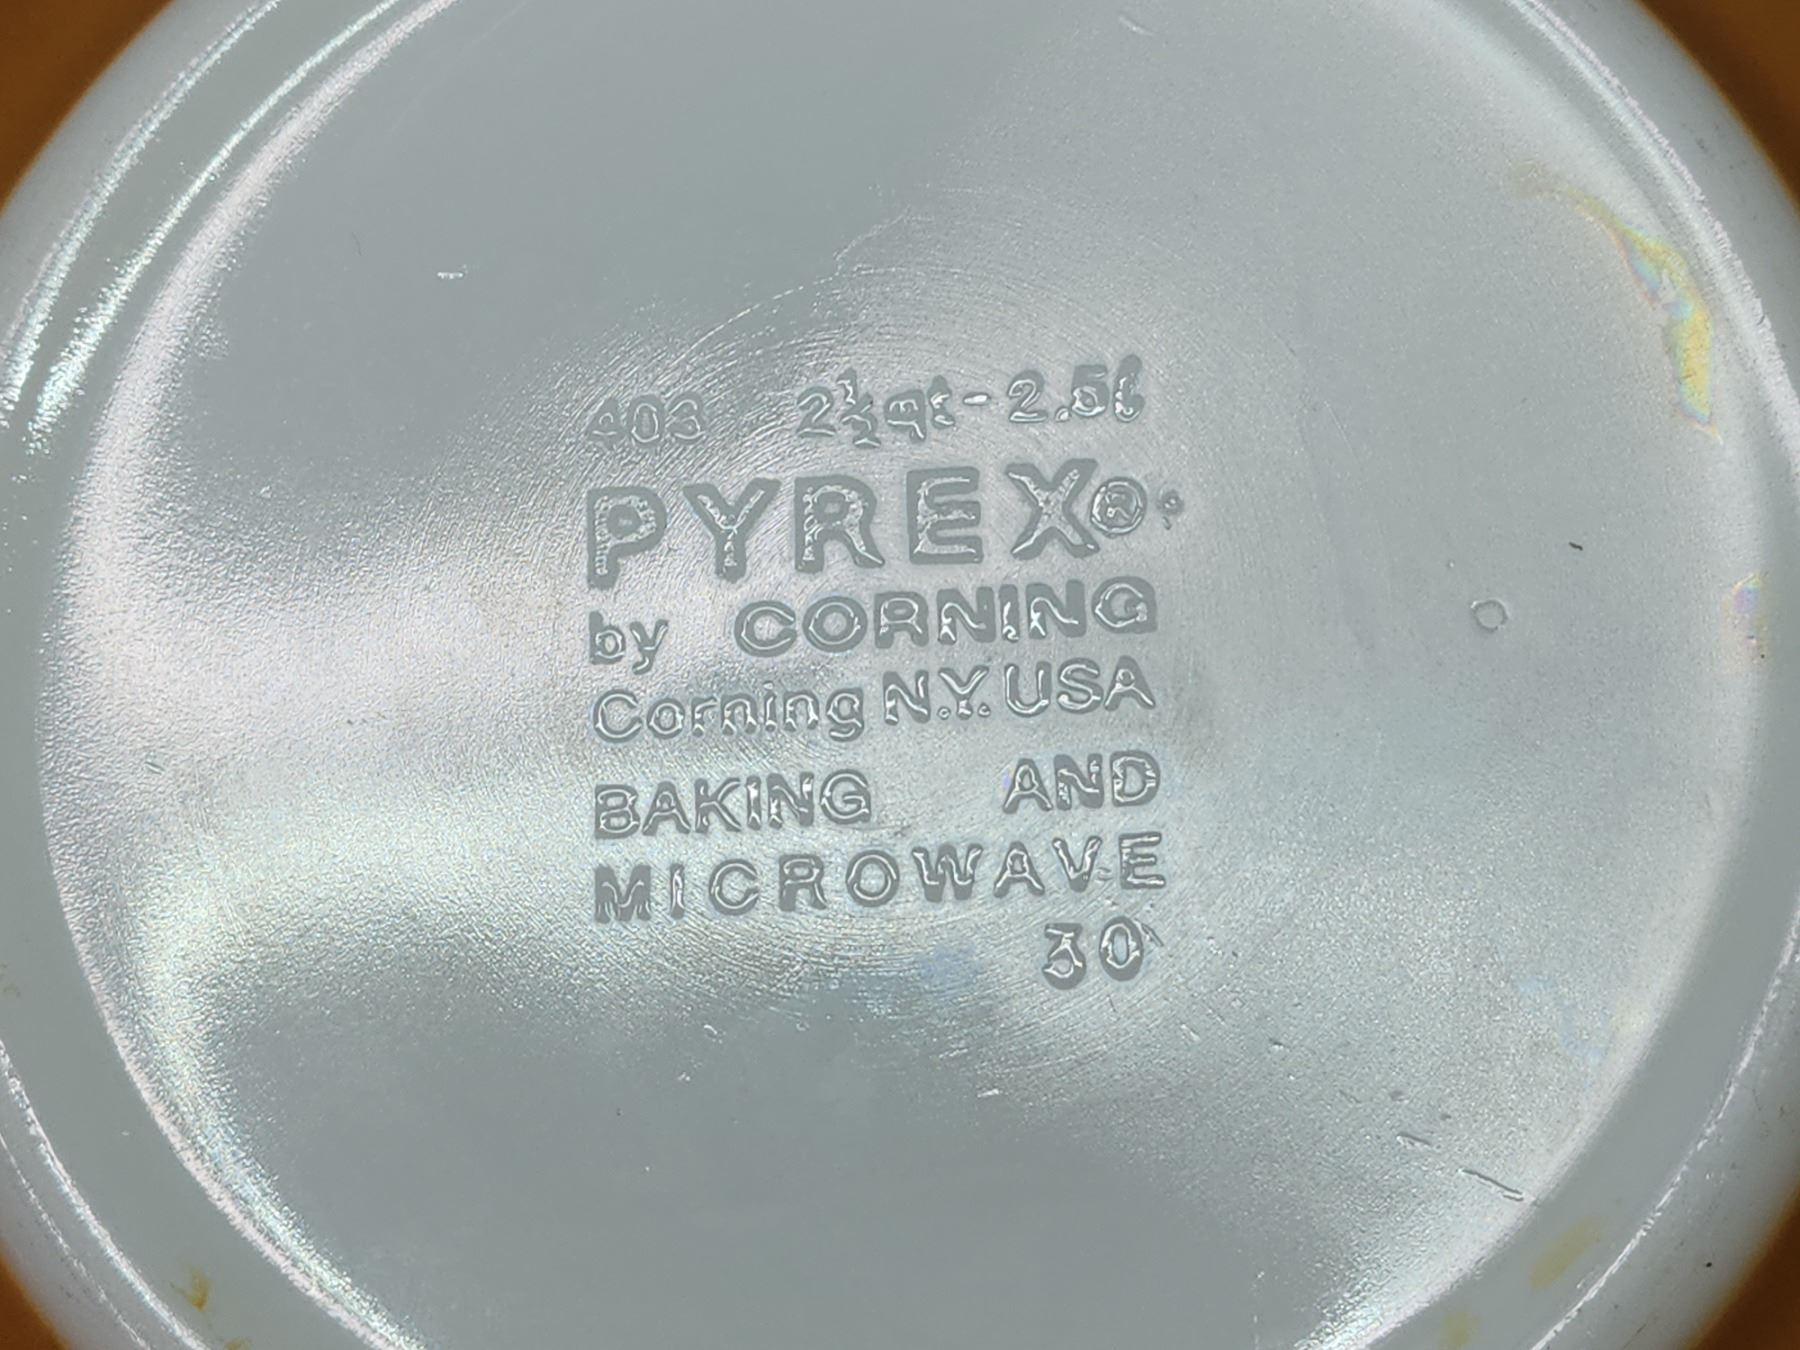 403 2½qt-2.5ℓ
PYREX®
by CORNING
Corning N.Y. USA
BAKING AND
MICROWAVE
30